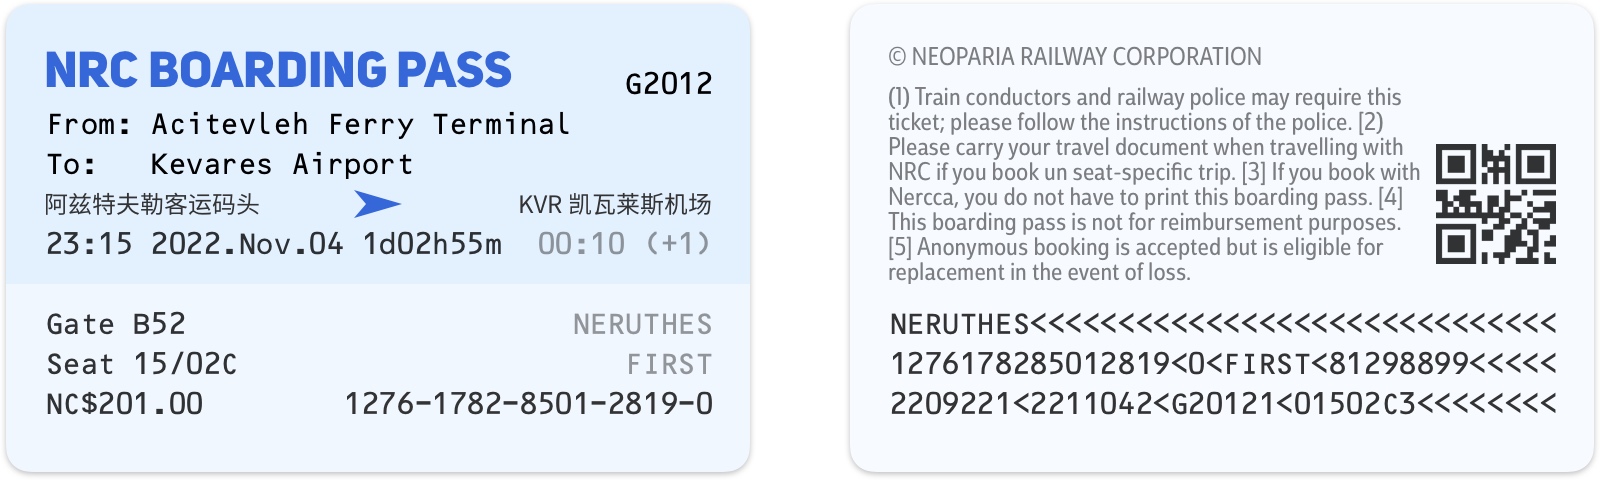 NRC BOARDING PASS
G2012
From: Acitevleh Ferry Terminal
To: Kevares Airport
阿兹特夫勒客运码头
KVR 凯瓦莱斯机场
23:15 2022.Nov.04 1d02h55m 00:10 (+1)
Gate B52
NERUTHES
Seat 15/02C
FIRST
NC$201.00
1276-1782-8501-2819-0
© NEOPARIA RAILWAY CORPORATION
(1) Train conductors and railway police may require this
ticket; please follow the instructions of the police. [2)
Please carry your travel document when travelling with
NRC if you book un seat-specific trip. [3] If you book with
Nercca, you do not have to print this boarding pass. [4]
This boarding pass is not for reimbursement purposes.
[5] Anonymous booking is accepted but is eligible for
replacement in the event of loss.
NERUTHES<<<<<<<<<<<<<<<<<<<<<<<<<<<<<<
1276178285012819<0<FIRST<81298899<<<<<
2209221<2211042<G20121<01502C3<<<<<<<<